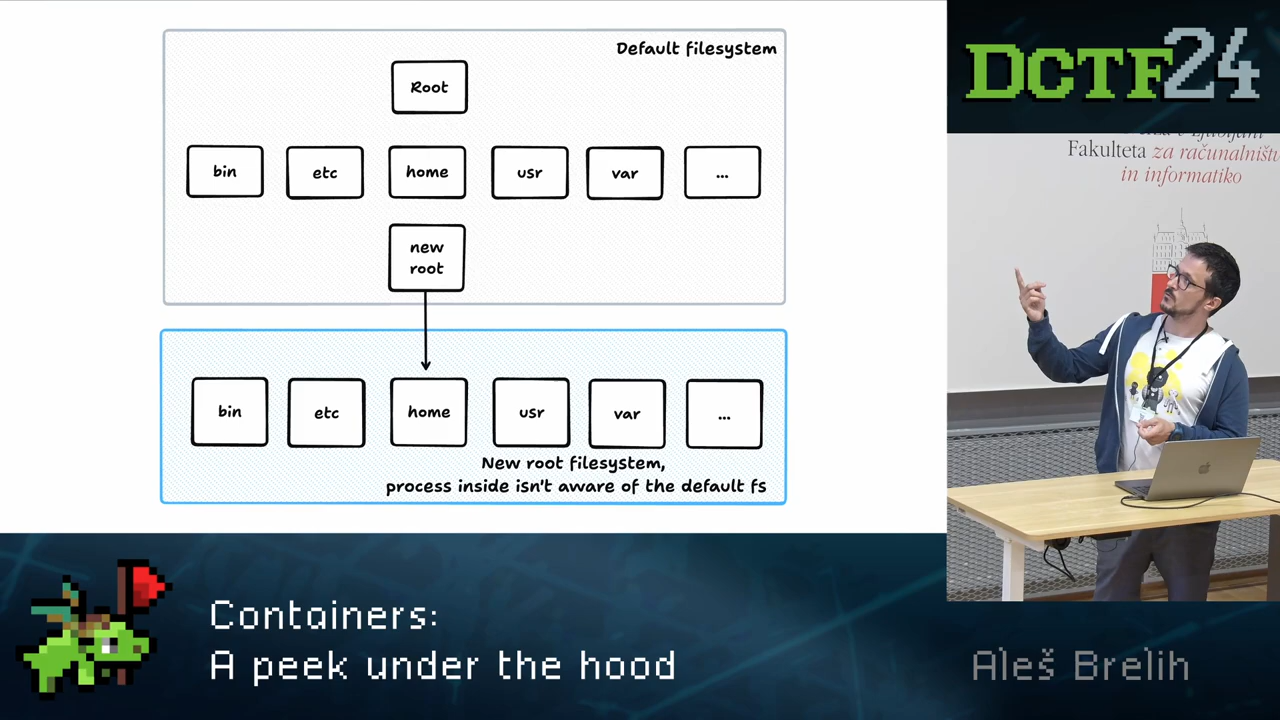 Default filesystem
Root
bin
etc
home
usr
var
...
new
root
bin
etc
home
usr
var
...
New root filesystem,
process inside isn't aware of the default fs
DCTF24
Fakulteta za računalništv
in informatiko
Containers:
A peek under the hood
Aleš Brelih